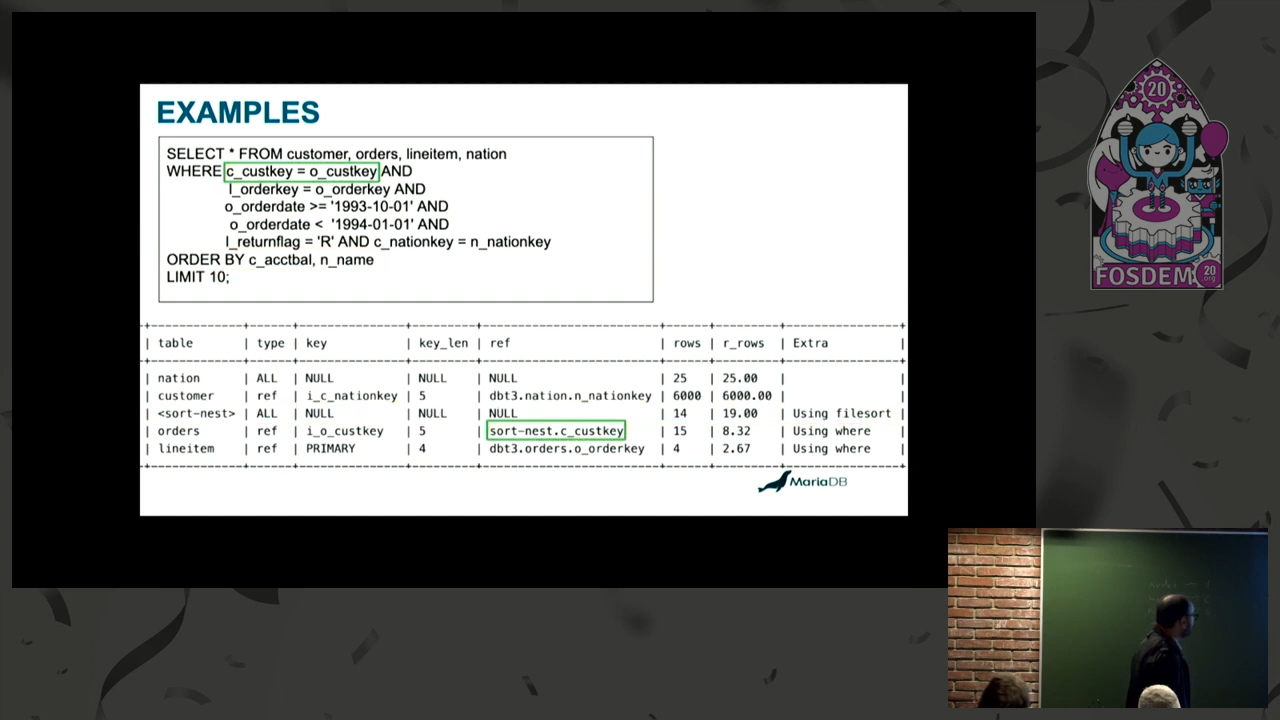 EXAMPLES
SELECT * FROM customer, orders, lineitem, nation
WHERE c_custkey = o_custkey AND
l_orderkey = o_orderkey AND
o_orderdate >= '1993-10-01' AND
o_orderdate < '1994-01-01' AND
l_returnflag = 'R' AND c_nationkey = n_nationkey
ORDER BY c_acctbal, n_name
LIMIT 10;
| table | type | key | key_len | ref | rows | r_rows | Extra |
| nation | ALL | NULL | NULL | NULL | 25 | 25.00 | |
| customer | ref | i_c_nationkey | 5 | dbt3.nation.n_nationkey | 6000 | 6000.00 | |
| <sort-nest> | ALL | NULL | NULL | NULL | 14 | 19.00 | Using filesort |
| orders | ref | i_o_custkey | 5 | sort-nest.c_custkey | 15 | 8.32 | Using where |
| lineitem | ref | PRIMARY | 4 | dbt3.orders.o_orderkey | 4 | 2.67 | Using where |
MariaDB
20
FOSDEM 20
.org